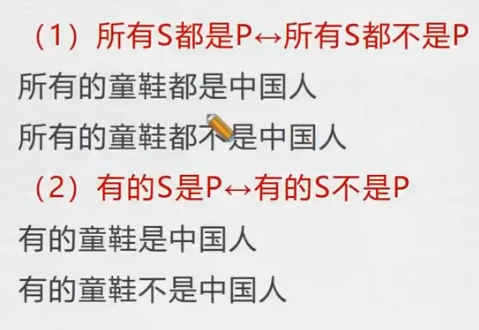 （1）所有S都是P↔所有S都不是P
所有的童鞋都是中国人
所有的童鞋都不是中国人
（2）有的S是P↔有的S不是P
有的童鞋是中国人
有的童鞋不是中国人